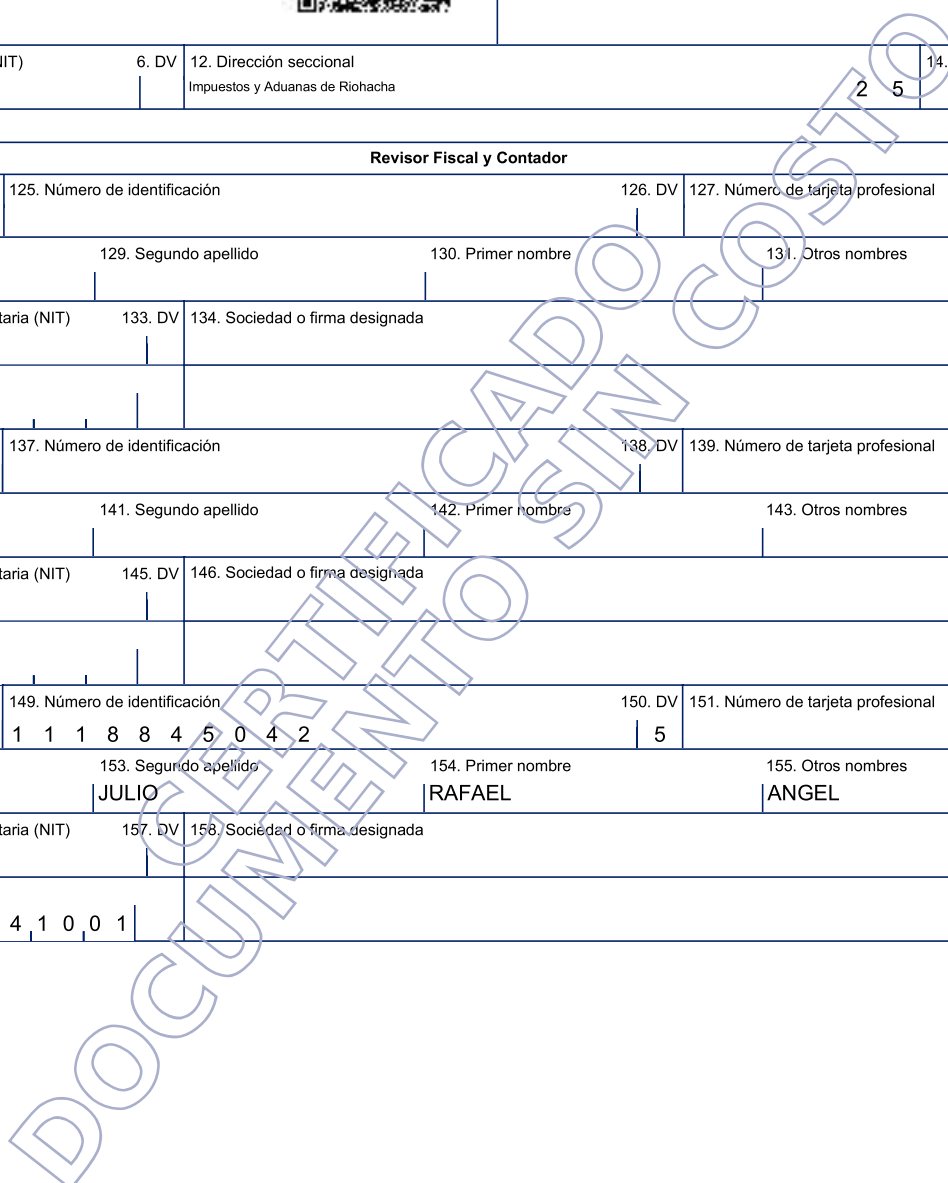 NIT) 6. DV 12. Dirección seccional 14.
Impuestos y Aduanas de Riohacha 2 5
Revisor Fiscal y Contador
125. Número de identificación 126. DV 127. Número de tarjeta profesional
129. Segundo apellido 130. Primer nombre 131. Otros nombres
taria (NIT) 133. DV 134. Sociedad o firma designada
137. Número de identificación 138. DV 139. Número de tarjeta profesional
141. Segundo apellido 142. Primer nombre 143. Otros nombres
taria (NIT) 145. DV 146. Sociedad o firma designada
149. Número de identificación 150. DV 151. Número de tarjeta profesional
1 1 1 8 8 4 5 0 4 2 5
153. Segundo apellido 154. Primer nombre 155. Otros nombres
JULIO RAFAEL ANGEL
taria (NIT) 157. DV 158. Sociedad o firma designada
4 1 0 0 1
CERTIFICADO
DOCUMENTO SIN COSTO